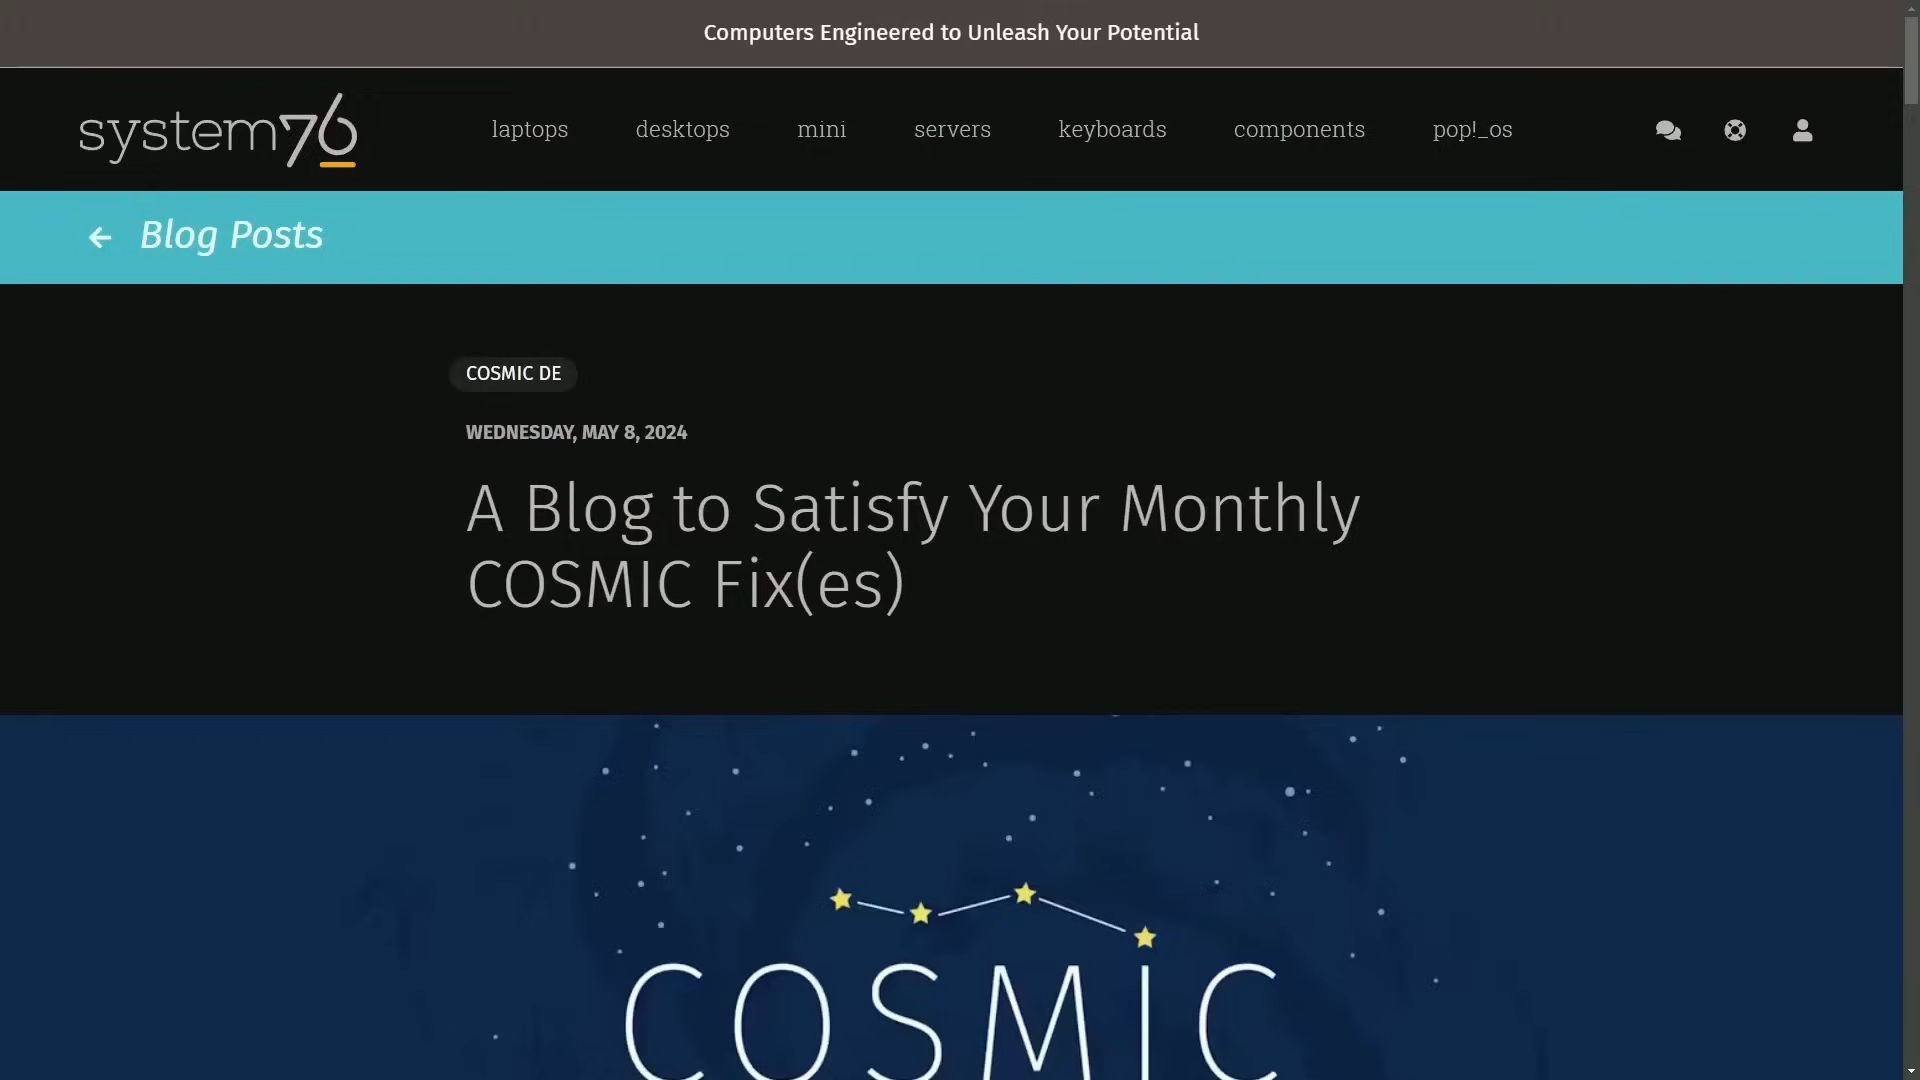 Computers Engineered to Unleash Your Potential
system76
laptops desktops mini servers keyboards components pop!_os
Blog Posts
COSMIC DE
WEDNESDAY, MAY 8, 2024
A Blog to Satisfy Your Monthly
COSMIC Fix(es)
COSMIC